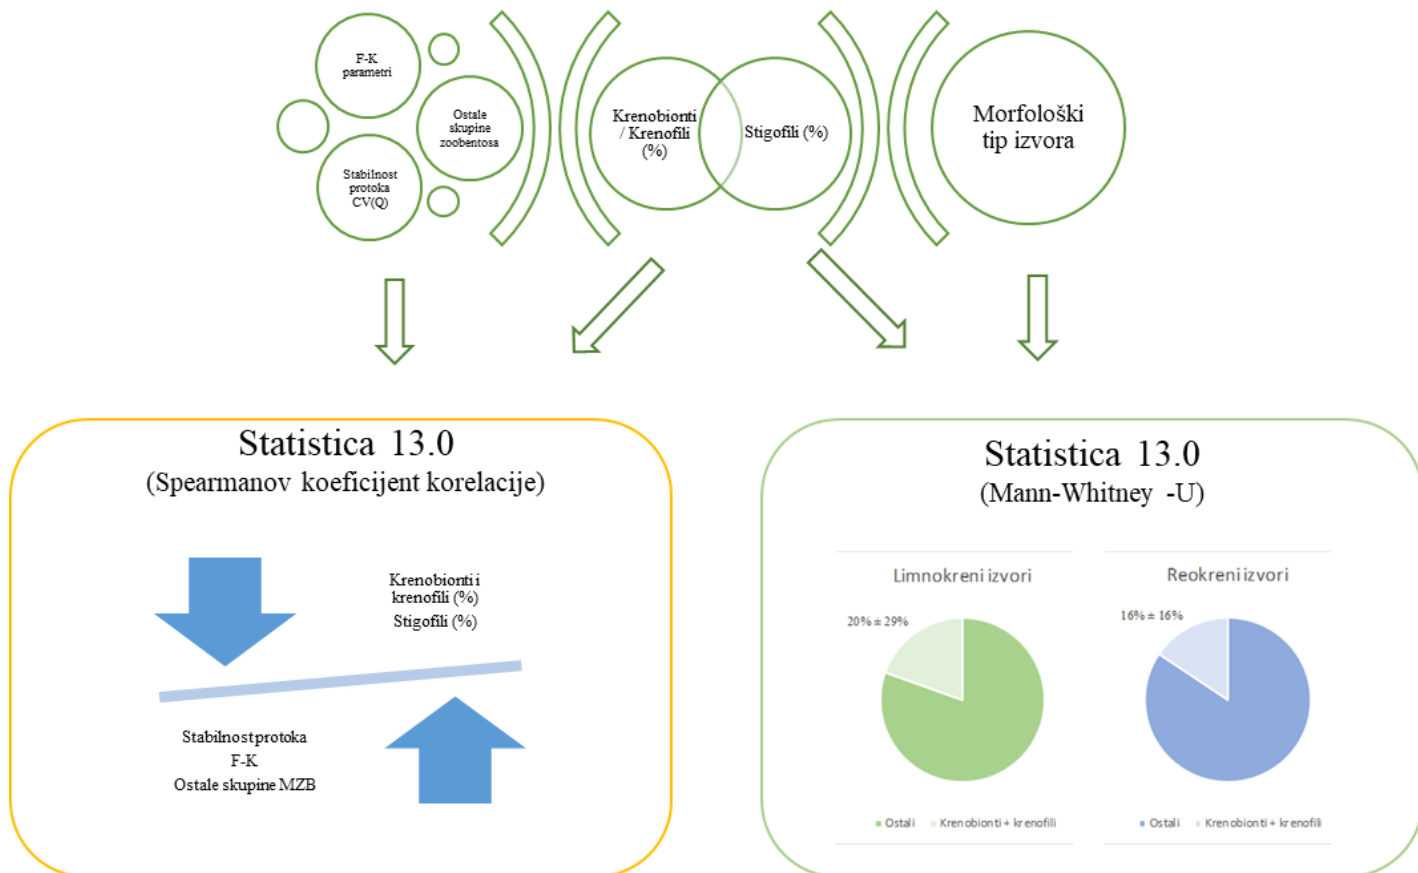 F-K
parametri
Ostale
skupine
zoobentosa
Stabilnost
protoka
CV(Q)
Krenobionti
/ Krenofili
(%)
Stigofili (%)
Morfološki
tip izvora
Statistica 13.0
(Spearmanov koeficijent korelacije)
Krenobionti i
krenofili (%)
Stigofili (%)
Stabilnost protoka
F-K
Ostale skupine MZB
Statistica 13.0
(Mann-Whitney -U)
Limnokreni izvori
20% ± 29%
Ostali Krenobionti + krenofili
Reokreni izvori
16% ± 16%
Ostali Krenobionti + krenofili